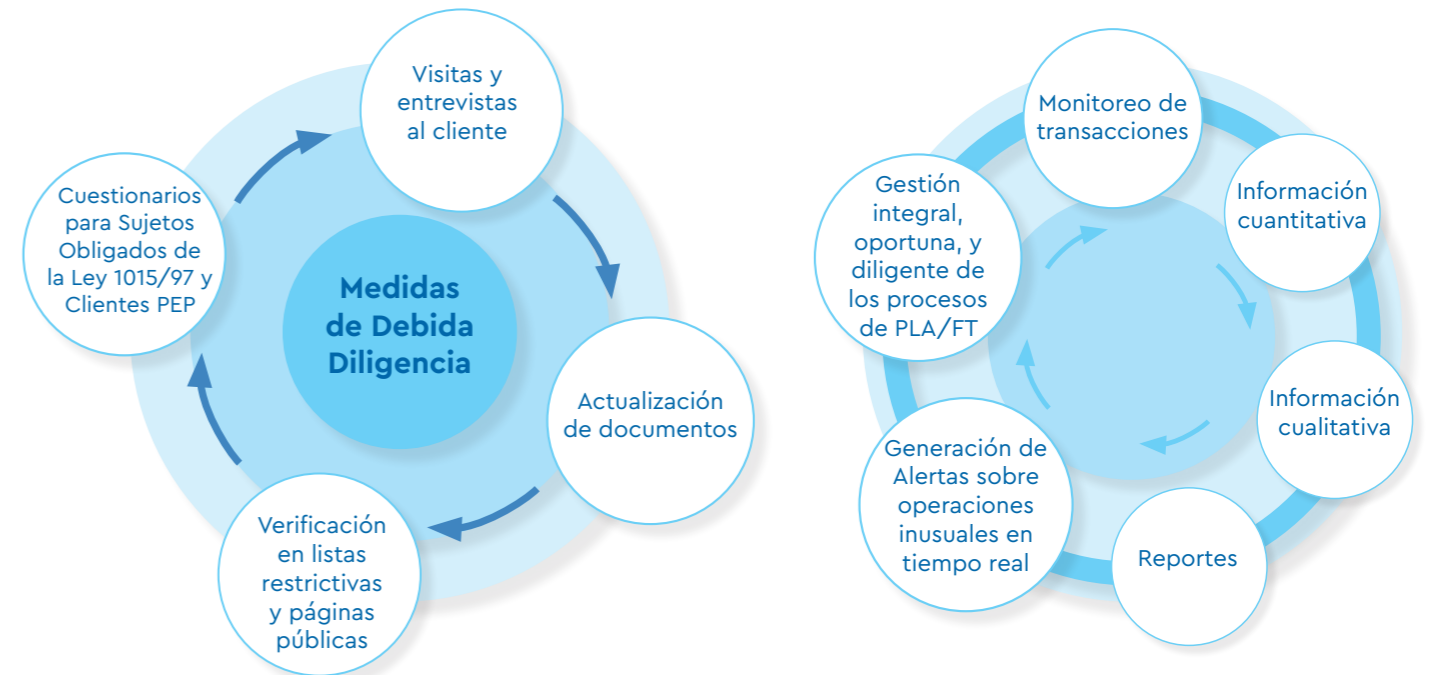 Visitas y
entrevistas
al cliente
Cuestionarios
para Sujetos
Obligados de
la Ley 1015/97 y
Clientes PEP
Medidas
de Debida
Diligencia
Actualización
de documentos
Verificación
en listas
restrictivas
y páginas
públicas
Monitoreo de
transacciones
Información
cuantitativa
Información
cualitativa
Reportes
Generación de
Alertas sobre
operaciones
inusuales en
tiempo real
Gestión
integral,
oportuna, y
diligente de
los procesos
de PLA/FT